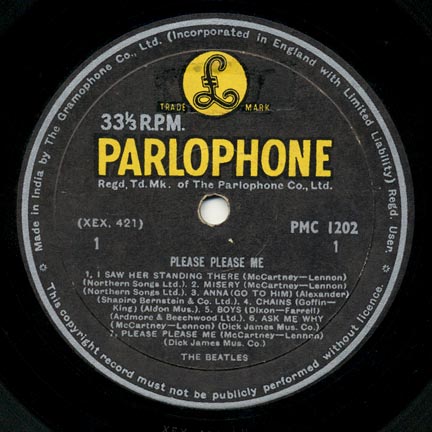 Made in India by The Gramophone Co., Ltd. (Incorporated in England with Limited Liability) Regd. User.
£
TRADE MARK
33⅓ R.P.M.
PARLOPHONE
Regd, Td. Mk. of The Parlophone Co., Ltd.
(XEX, 421)
PMC 1202
1
1
PLEASE PLEASE ME
1, I SAW HER STANDING THERE (McCartney—Lennon)
(Northern Songs Ltd.) 2. MISERY (McCartney—Lennon)
(Northern Songs Ltd.) 3. ANNA(GO TO HIM) (Alexander)
(Shapiro Bernstein & Co. Ltd.) 4. CHAINS (Goffin-
King) (Aldon Mus.) 5. BOYS (Dixon—Farrell)
(Ardmore & Beechwood Ltd.) 6. ASK ME WHY
(McCartney—Lennon) (Dick James Mus. Co.)
PLEASE PLEASE ME (McCartney—Lennon)
(Dick James Mus. Co.)
THE BEATLES
This copyright record must not be publicly performed without licence.